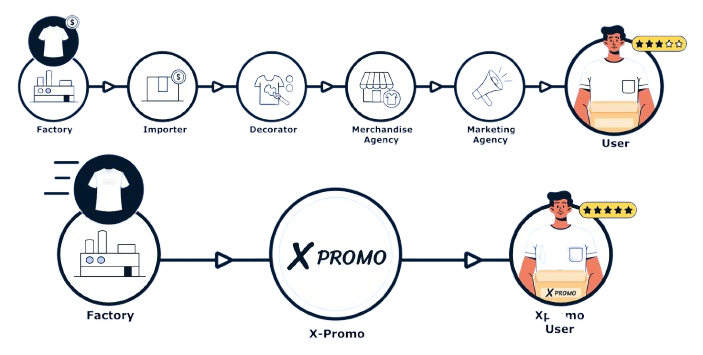 $
$
Factory
Importer
Decorator
Merchandise
Agency
Marketing
Agency
User
X PROMO
X PROMO
Factory
X-Promo
User